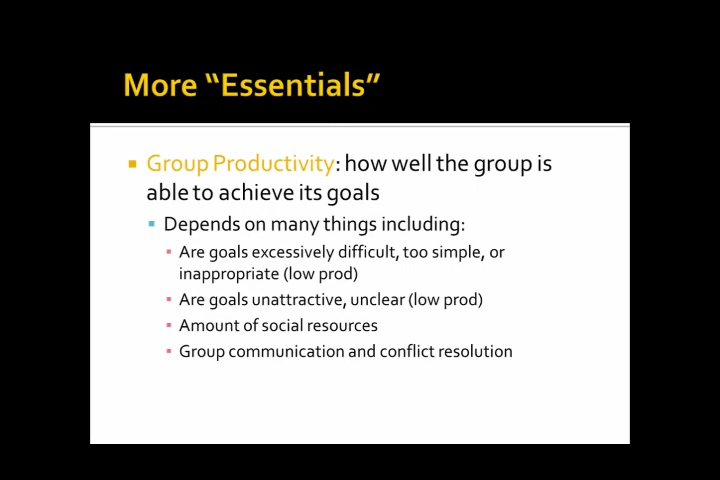 More “Essentials”
Group Productivity: how well the group is
able to achieve its goals
Depends on many things including:
Are goals excessively difficult, too simple, or
inappropriate (low prod)
Are goals unattractive, unclear (low prod)
Amount of social resources
Group communication and conflict resolution